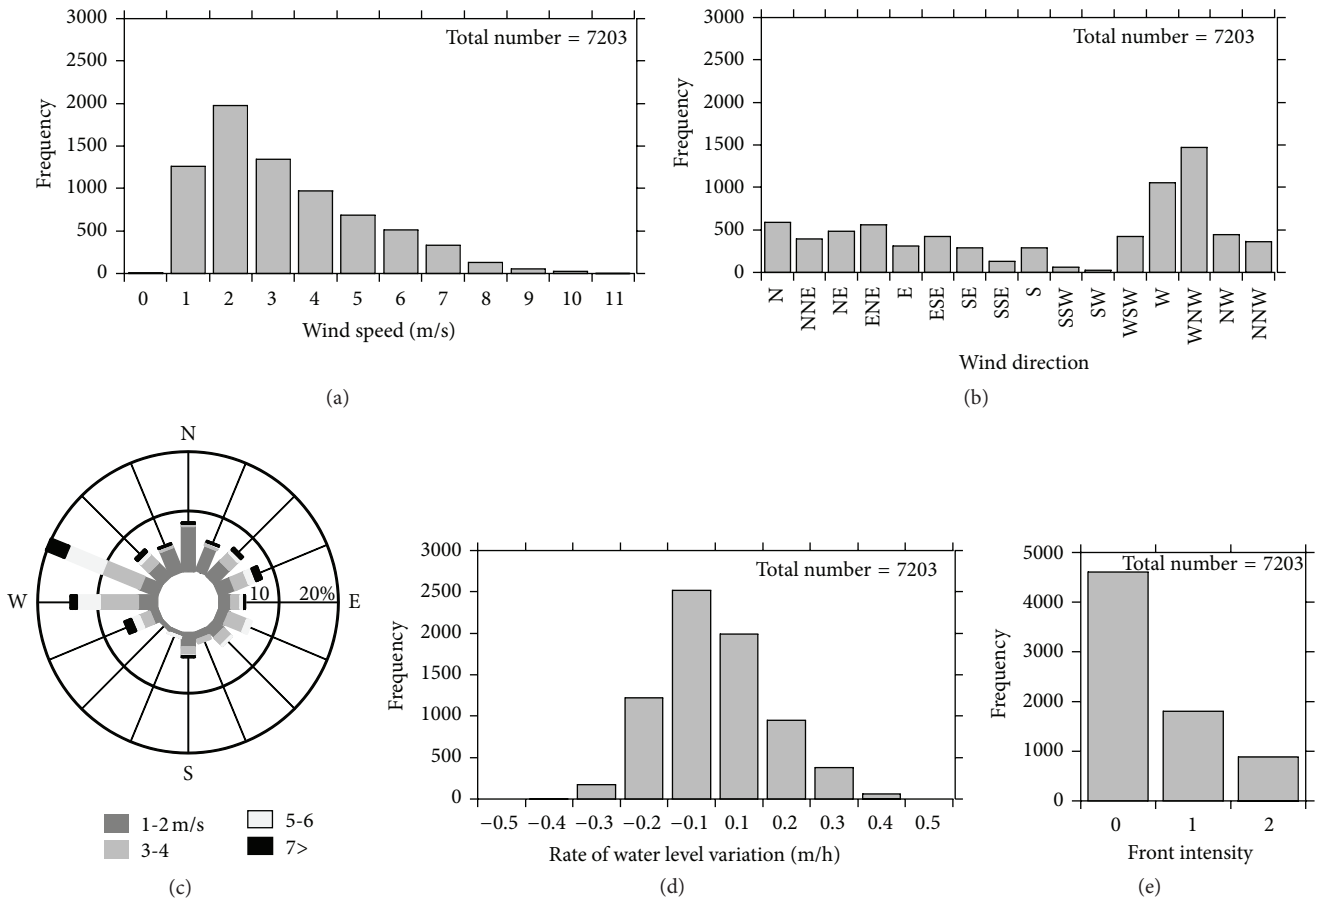 3000
2500
2000
1500
1000
500
0
Frequency
Total number = 7203
0 1 2 3 4 5 6 7 8 9 10 11
Wind speed (m/s)
(a)
3000
2500
2000
1500
1000
500
0
Frequency
Total number = 7203
N NNE NE ENE E ESE SE SSE S SSW SW WSW W WNW NW NNW
Wind direction
(b)
N
W
10
20%
E
S
1-2 m/s
3-4
5-6
7>
(c)
3000
2500
2000
1500
1000
500
0
Frequency
Total number = 7203
−0.5 −0.4 −0.3 −0.2 −0.1 0.1 0.2 0.3 0.4 0.5
Rate of water level variation (m/h)
(d)
5000
4000
3000
2000
1000
0
Frequency
Total number = 7203
0 1 2
Front intensity
(e)